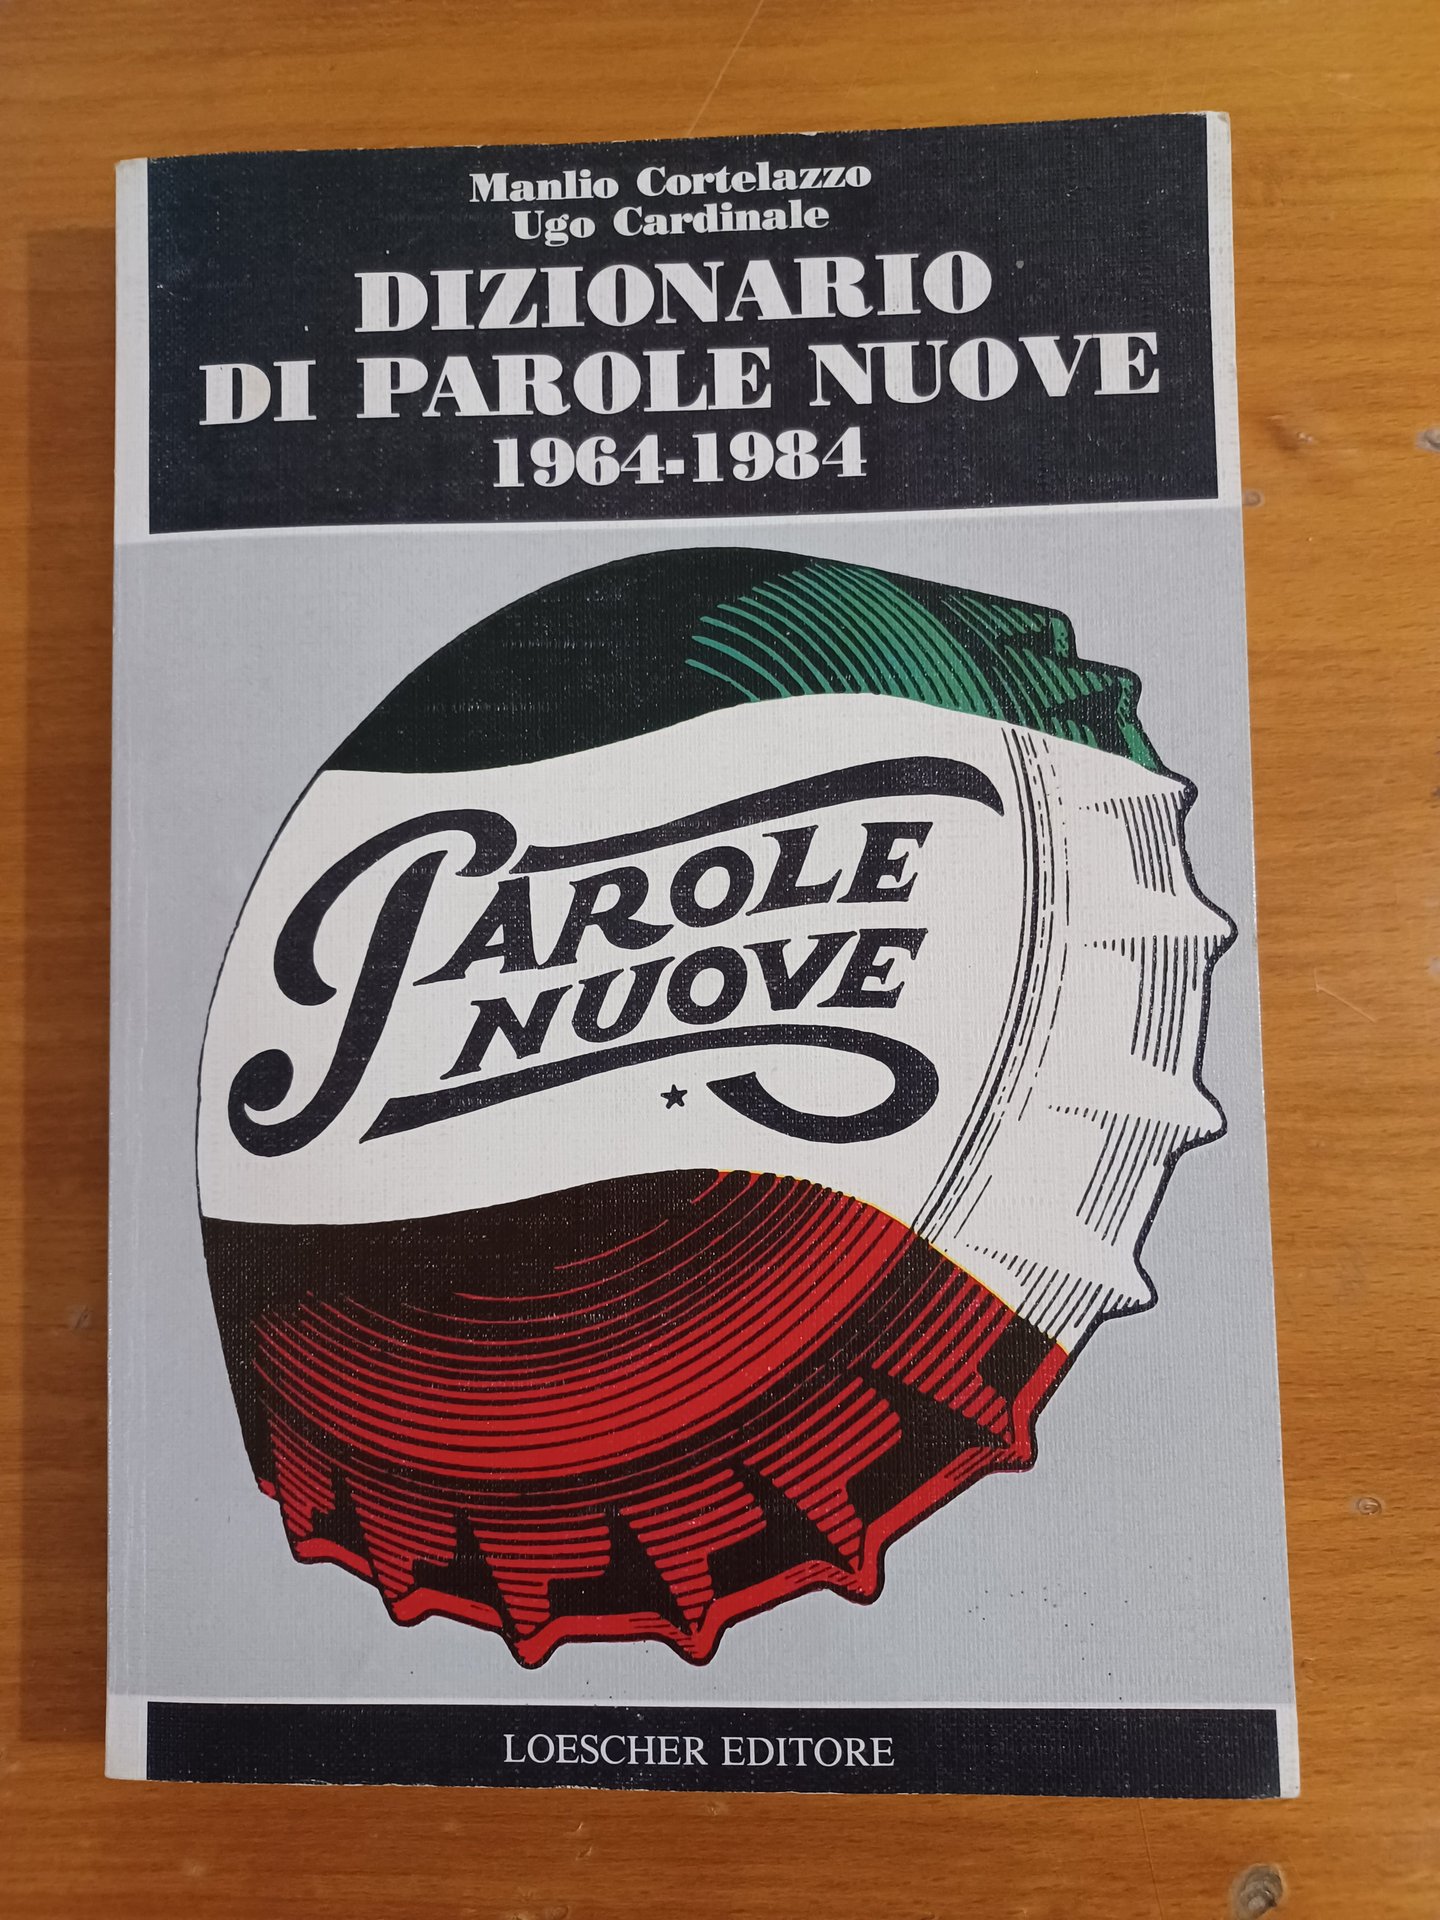 Manlio Cortelazzo
Ugo Cardinale
DIZIONARIO
DI PAROLE NUOVE
1964-1984
PAROLE
NUOVE
LOESCHER EDITORE